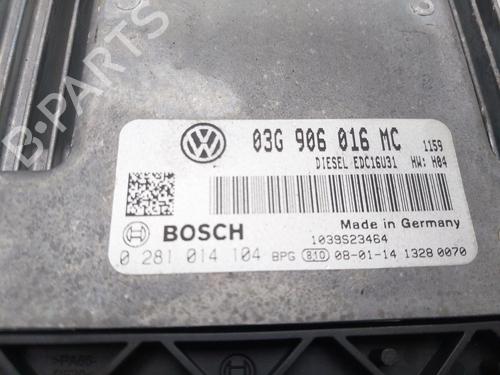 B-PARTS
03G 906 016 MC 1159
DIESEL EDC16U31 HW: H04
Made in Germany
BOSCH 1039S23464
0 281 014 104 BPG 810 08-01-14 1328 0070